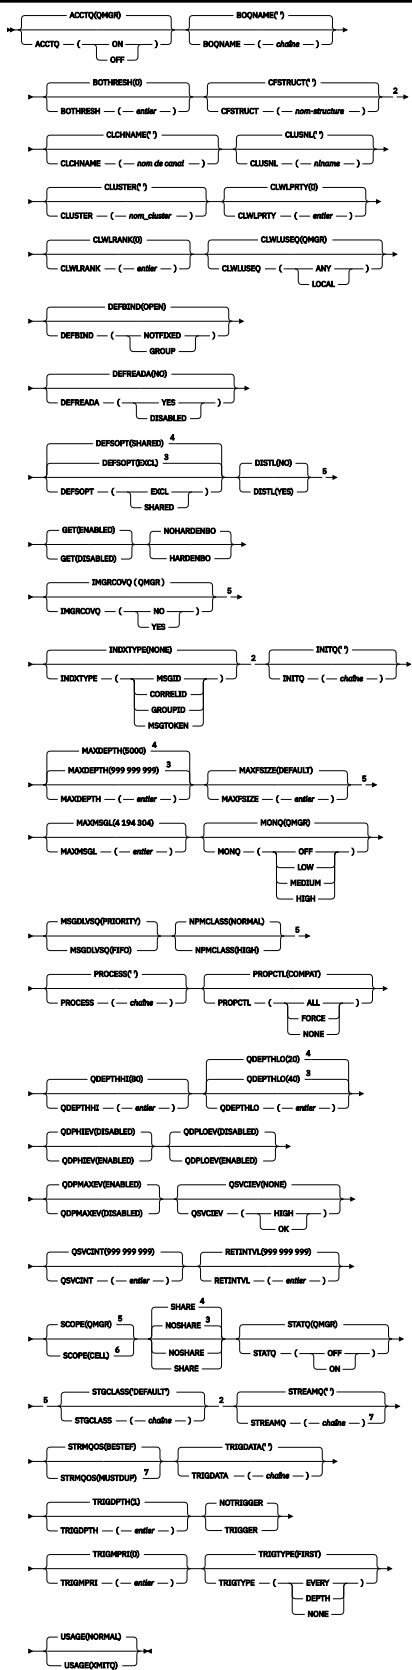 ACCTQ(QMGR) BOQNAME(' ')
ACCTQ ( ON ) BOQNAME ( chaîne )
OFF
BOTHRESH(0) CFSTRUCT(' ') 2
BOTHRESH ( entier ) CFSTRUCT ( nom-structure )
CLCHNAME(' ') CLUSNL(' ')
CLCHNAME ( nom de canal ) CLUSNL ( nlname )
CLUSTER(' ') CLWLPRTY(0)
CLUSTER ( nom_cluster ) CLWLPRTY ( entier )
CLWLRANK(0) CLWLUSEQ(QMGR)
CLWLRANK ( entier ) CLWLUSEQ ( ANY )
LOCAL
DEFBIND(OPEN)
DEFBIND ( NOTFIXED )
GROUP
DEFREADA(NO)
DEFREADA ( YES )
DISABLED
DEFSOPT(SHARED) 4
DEFSOPT(EXCL) 3 DISTL(NO) 5
DEFSOPT ( EXCL ) DISTL(YES)
SHARED
GET(ENABLED) NOHARDENBO
GET(DISABLED) HARDENBO
IMGRCOVQ ( QMGR ) 5
IMGRCOVQ ( NO )
YES
INDXTYPE(NONE) 2 INITQ(' ')
INDXTYPE ( MSGID ) INITQ ( chaîne )
CORRELID
GROUPID
MSGTOKEN
MAXDEPTH(5000) 4
MAXDEPTH(999 999 999) 3 MAXFSIZE(DEFAULT) 5
MAXDEPTH ( entier ) MAXFSIZE ( entier )
MAXMSGL(4 194 304) MONQ(QMGR)
MAXMSGL ( entier ) MONQ ( OFF )
LOW
MEDIUM
HIGH
MSGDLVSQ(PRIORITY) NPMCLASS(NORMAL) 5
MSGDLVSQ(FIFO) NPMCLASS(HIGH)
PROCESS(' ') PROPCTL(COMPAT)
PROCESS ( chaîne ) PROPCTL ( ALL )
FORCE
NONE
QDEPTHLO(20) 4
QDEPTHHI(80) QDEPTHLO(40) 3
QDEPTHHI ( entier ) QDEPTHLO ( entier )
QDPHIEV(DISABLED) QDPLOEV(DISABLED)
QDPHIEV(ENABLED) QDPLOEV(ENABLED)
QDPMAXEV(ENABLED) QSVCIEV(NONE)
QDPMAXEV(DISABLED) QSVCIEV ( HIGH )
OK
QSVCINT(999 999 999) RETINTVL(999 999 999)
QSVCINT ( entier ) RETINTVL ( entier )
SHARE 4
SCOPE(QMGR) 5 NOSHARE 3 STATQ(QMGR)
SCOPE(CELL) 6 NOSHARE STATQ ( OFF )
SHARE ON
5 STGCLASS('DEFAULT') 2 STREAMQ(' ')
STGCLASS ( chaîne ) STREAMQ ( chaîne ) 7
STRMQOS(BESTEF) TRIGDATA(' ')
STRMQOS(MUSTDUP) 7 TRIGDATA ( chaîne )
TRIGDPTH(1) NOTRIGGER
TRIGDPTH ( entier ) TRIGGER
TRIGMPRI(0) TRIGTYPE(FIRST)
TRIGMPRI ( entier ) TRIGTYPE ( EVERY )
DEPTH
NONE
USAGE(NORMAL)
USAGE(XMITQ)